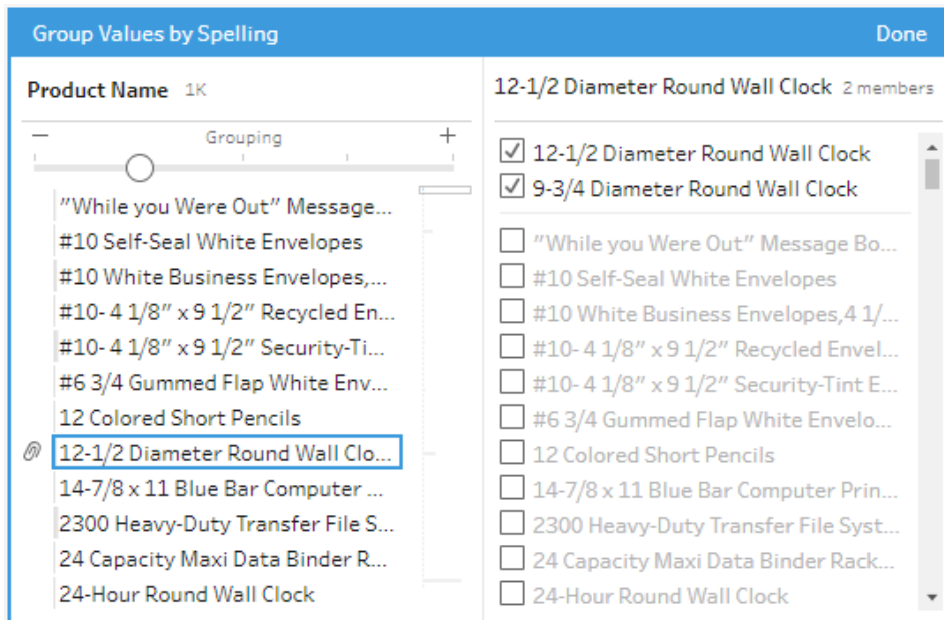 Group Values by Spelling Done
Product Name 1K
— Grouping +
"While you Were Out" Message...
#10 Self-Seal White Envelopes
#10 White Business Envelopes,...
#10- 4 1/8" x 9 1/2" Recycled En...
#10- 4 1/8" x 9 1/2" Security-Ti...
#6 3/4 Gummed Flap White Env...
12 Colored Short Pencils
12-1/2 Diameter Round Wall Clo...
14-7/8 x 11 Blue Bar Computer ...
2300 Heavy-Duty Transfer File S...
24 Capacity Maxi Data Binder R...
24-Hour Round Wall Clock
12-1/2 Diameter Round Wall Clock 2 members
12-1/2 Diameter Round Wall Clock
9-3/4 Diameter Round Wall Clock
"While you Were Out" Message Bo...
#10 Self-Seal White Envelopes
#10 White Business Envelopes,4 1/...
#10- 4 1/8" x 9 1/2" Recycled Envel...
#10- 4 1/8" x 9 1/2" Security-Tint E...
#6 3/4 Gummed Flap White Envelo...
12 Colored Short Pencils
14-7/8 x 11 Blue Bar Computer Prin...
2300 Heavy-Duty Transfer File Syst...
24 Capacity Maxi Data Binder Rack...
24-Hour Round Wall Clock